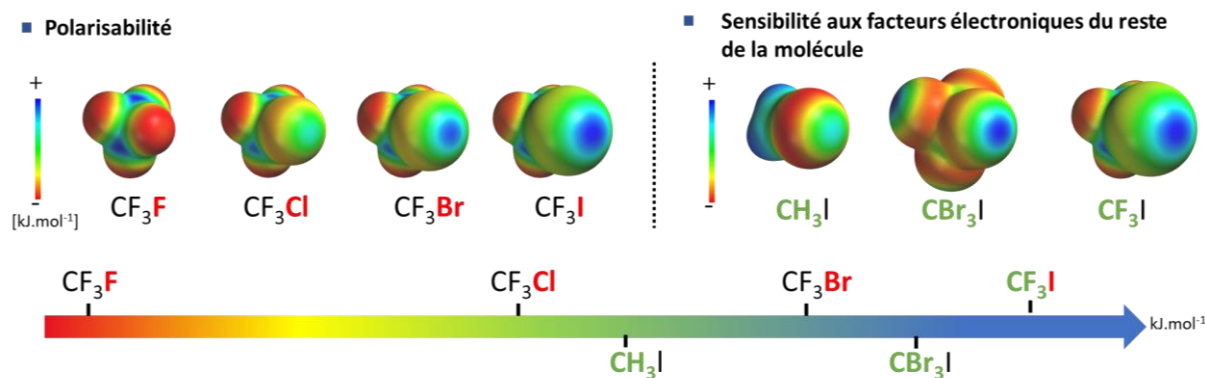 Polarisabilité
Sensibilité aux facteurs électroniques du reste
de la molécule
+
-
[kJ.mol⁻¹]
CF₃F
CF₃Cl
CF₃Br
CF₃I
+
-
CH₃I
CBr₃I
CF₃I
CF₃F
CF₃Cl
CF₃Br
CF₃I
kJ.mol⁻¹
CH₃I
CBr₃I